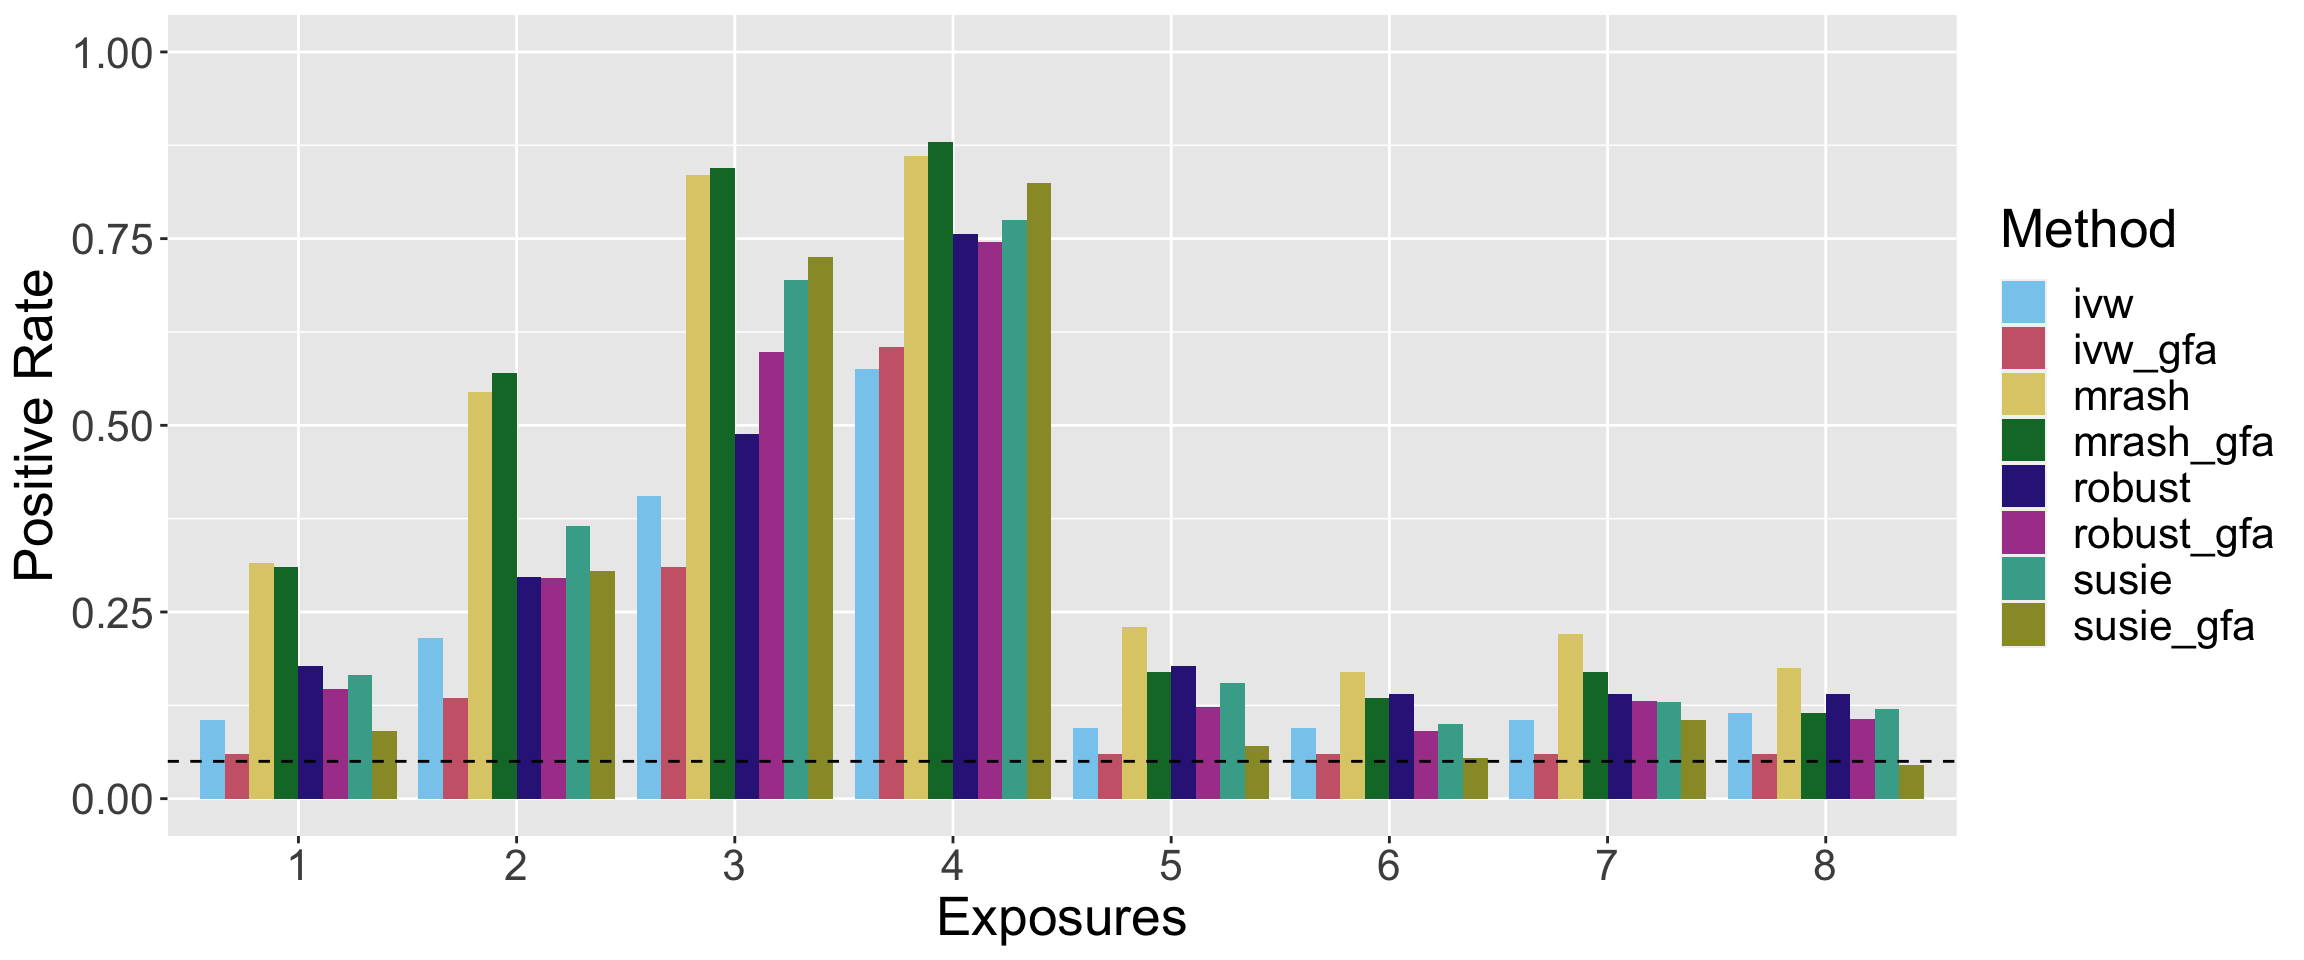 1.00
0.75
0.50
0.25
0.00
Positive Rate
1 2 3 4 5 6 7 8
Exposures
Method
ivw
ivw_gfa
mrash
mrash_gfa
robust
robust_gfa
susie
susie_gfa